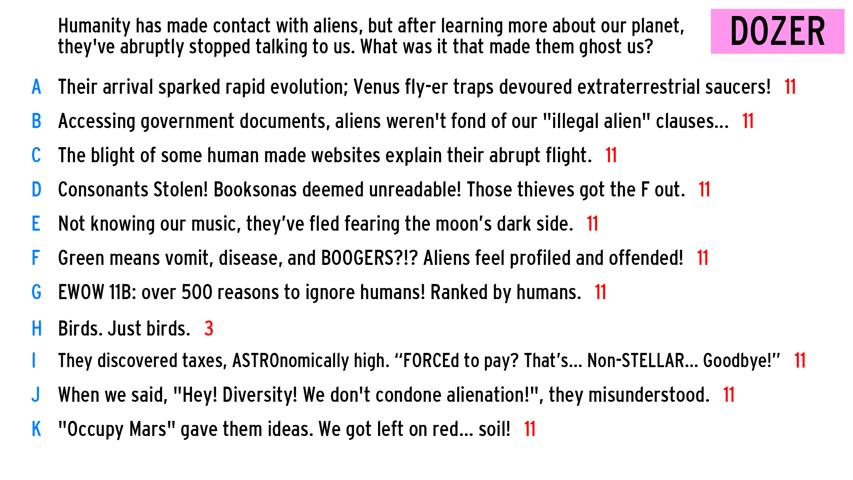 Humanity has made contact with aliens, but after learning more about our planet,
they've abruptly stopped talking to us. What was it that made them ghost us?
DOZER
A Their arrival sparked rapid evolution; Venus fly-er traps devoured extraterrestrial saucers! 11
B Accessing government documents, aliens weren't fond of our "illegal alien" clauses... 11
C The blight of some human made websites explain their abrupt flight. 11
D Consonants Stolen! Booksonas deemed unreadable! Those thieves got the F out. 11
E Not knowing our music, they’ve fled fearing the moon’s dark side. 11
F Green means vomit, disease, and BOOGERS?!? Aliens feel profiled and offended! 11
G EWOW 11B: over 500 reasons to ignore humans! Ranked by humans. 11
H Birds. Just birds. 3
I They discovered taxes, ASTROnomically high. “FORCEd to pay? That’s... Non-STELLAR... Goodbye!” 11
J When we said, "Hey! Diversity! We don't condone alienation!", they misunderstood. 11
K "Occupy Mars" gave them ideas. We got left on red... soil! 11